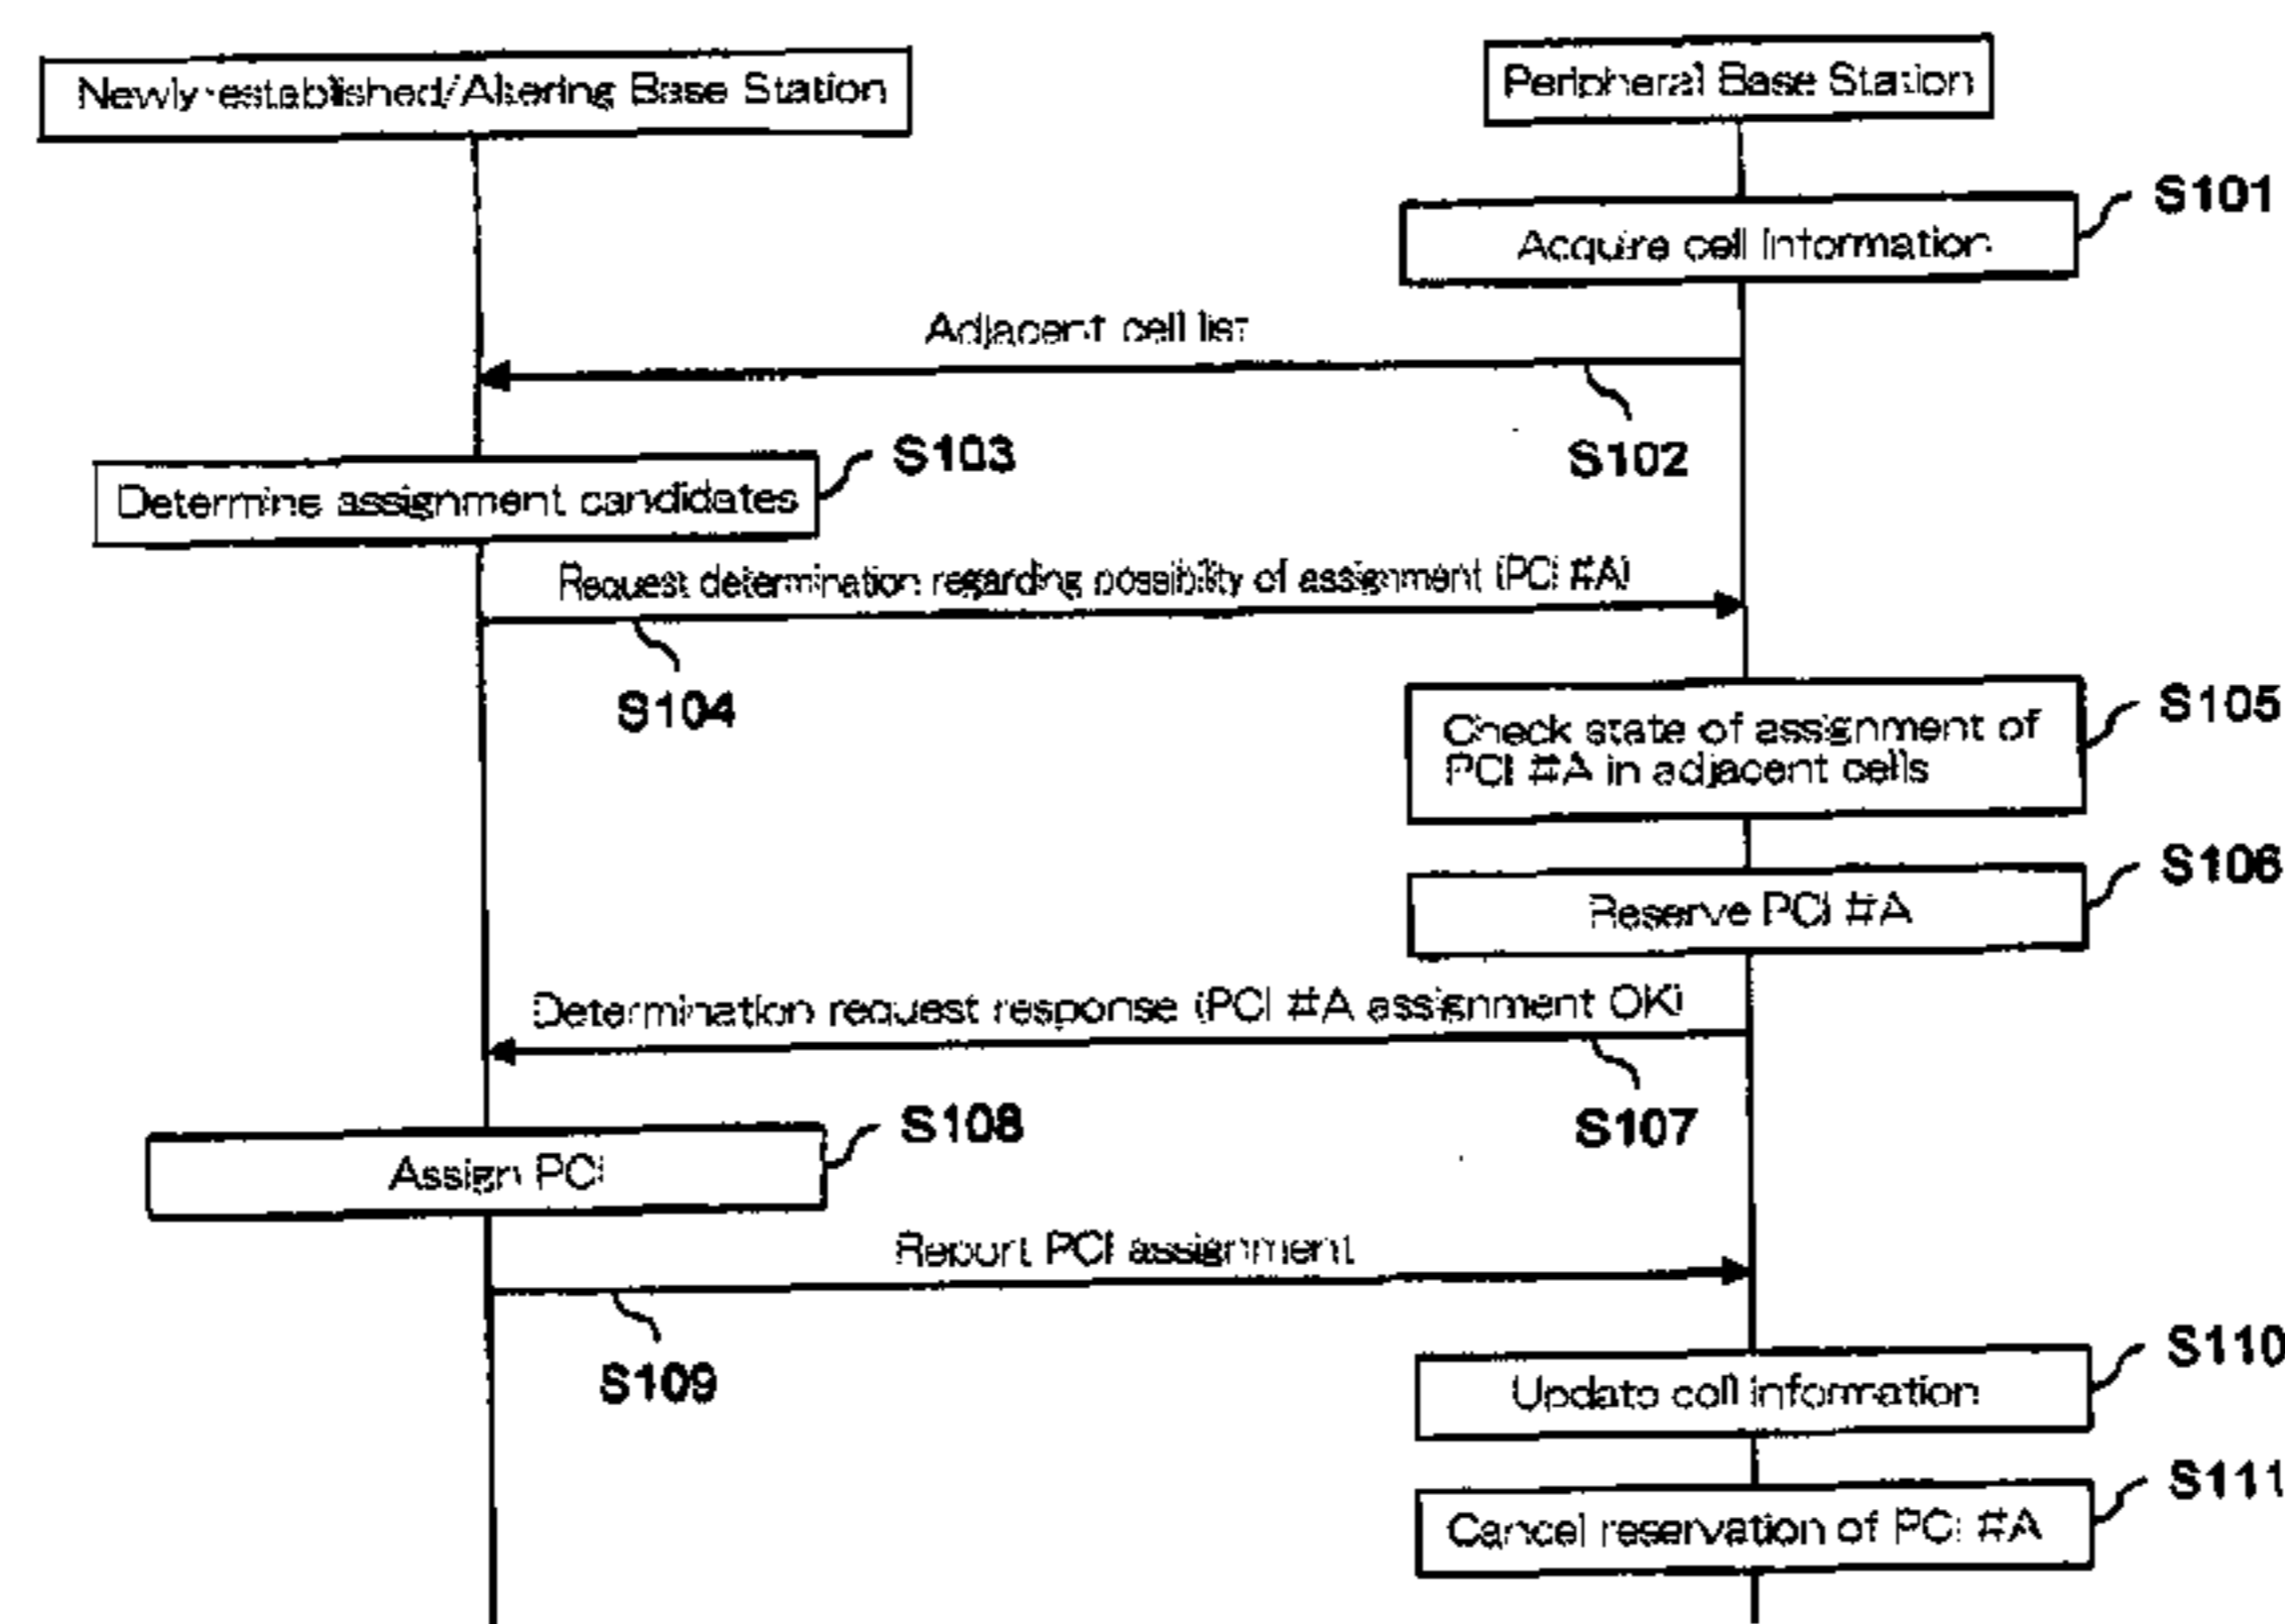 Newly-established/Altering Base Station
Peripheral Base Station
Acquire cell information
S101
Adjacent cell list
S102
Determine assignment candidates
S103
Request determination regarding possibility of assignment (PCI #A)
S104
Check state of assignment of
PCI #A in adjacent cells
S105
Reserve PCI #A
S106
Determination request response (PCI #A assignment OK)
S107
Assign PCI
S108
Report PCI assignment
S109
Update cell information
S110
Cancel reservation of PCI #A
S111